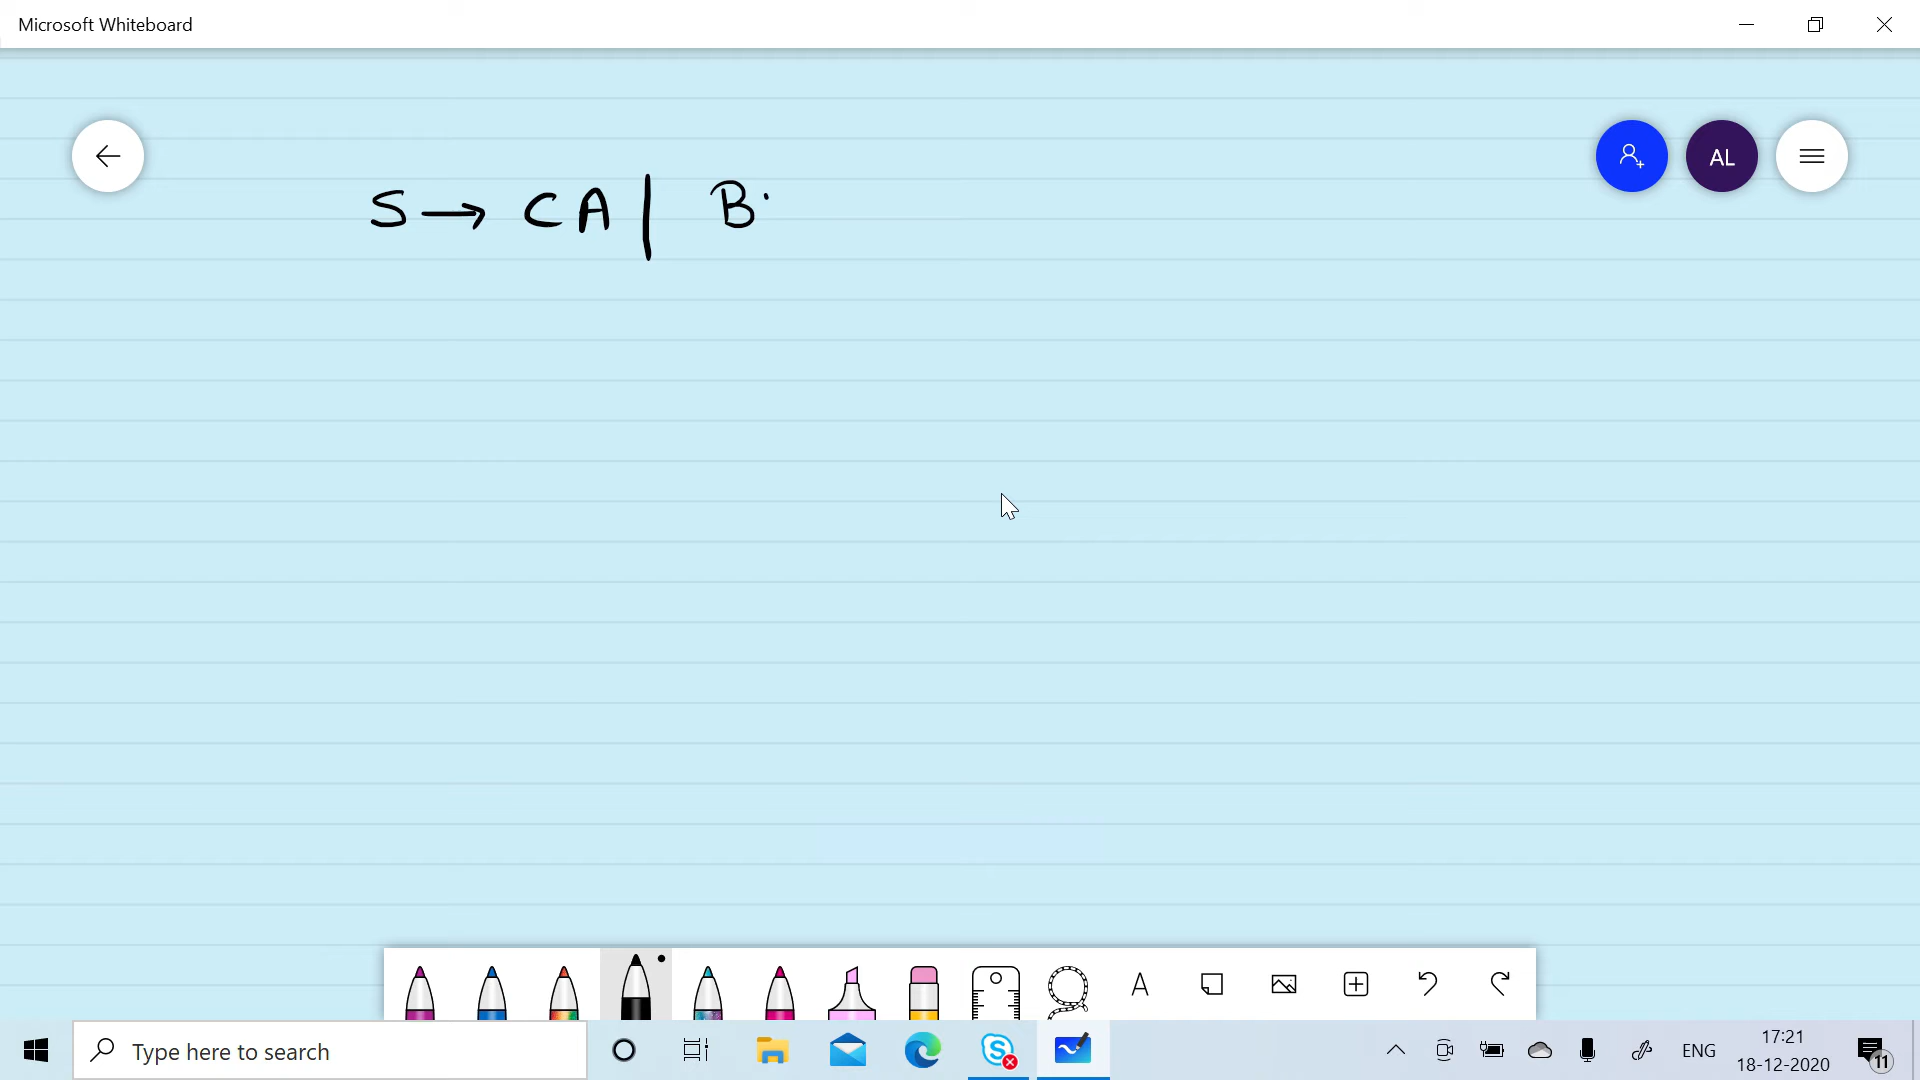 Microsoft Whiteboard
AL
S → CA | B
A
Type here to search
ENG
17:21
18-12-2020
11